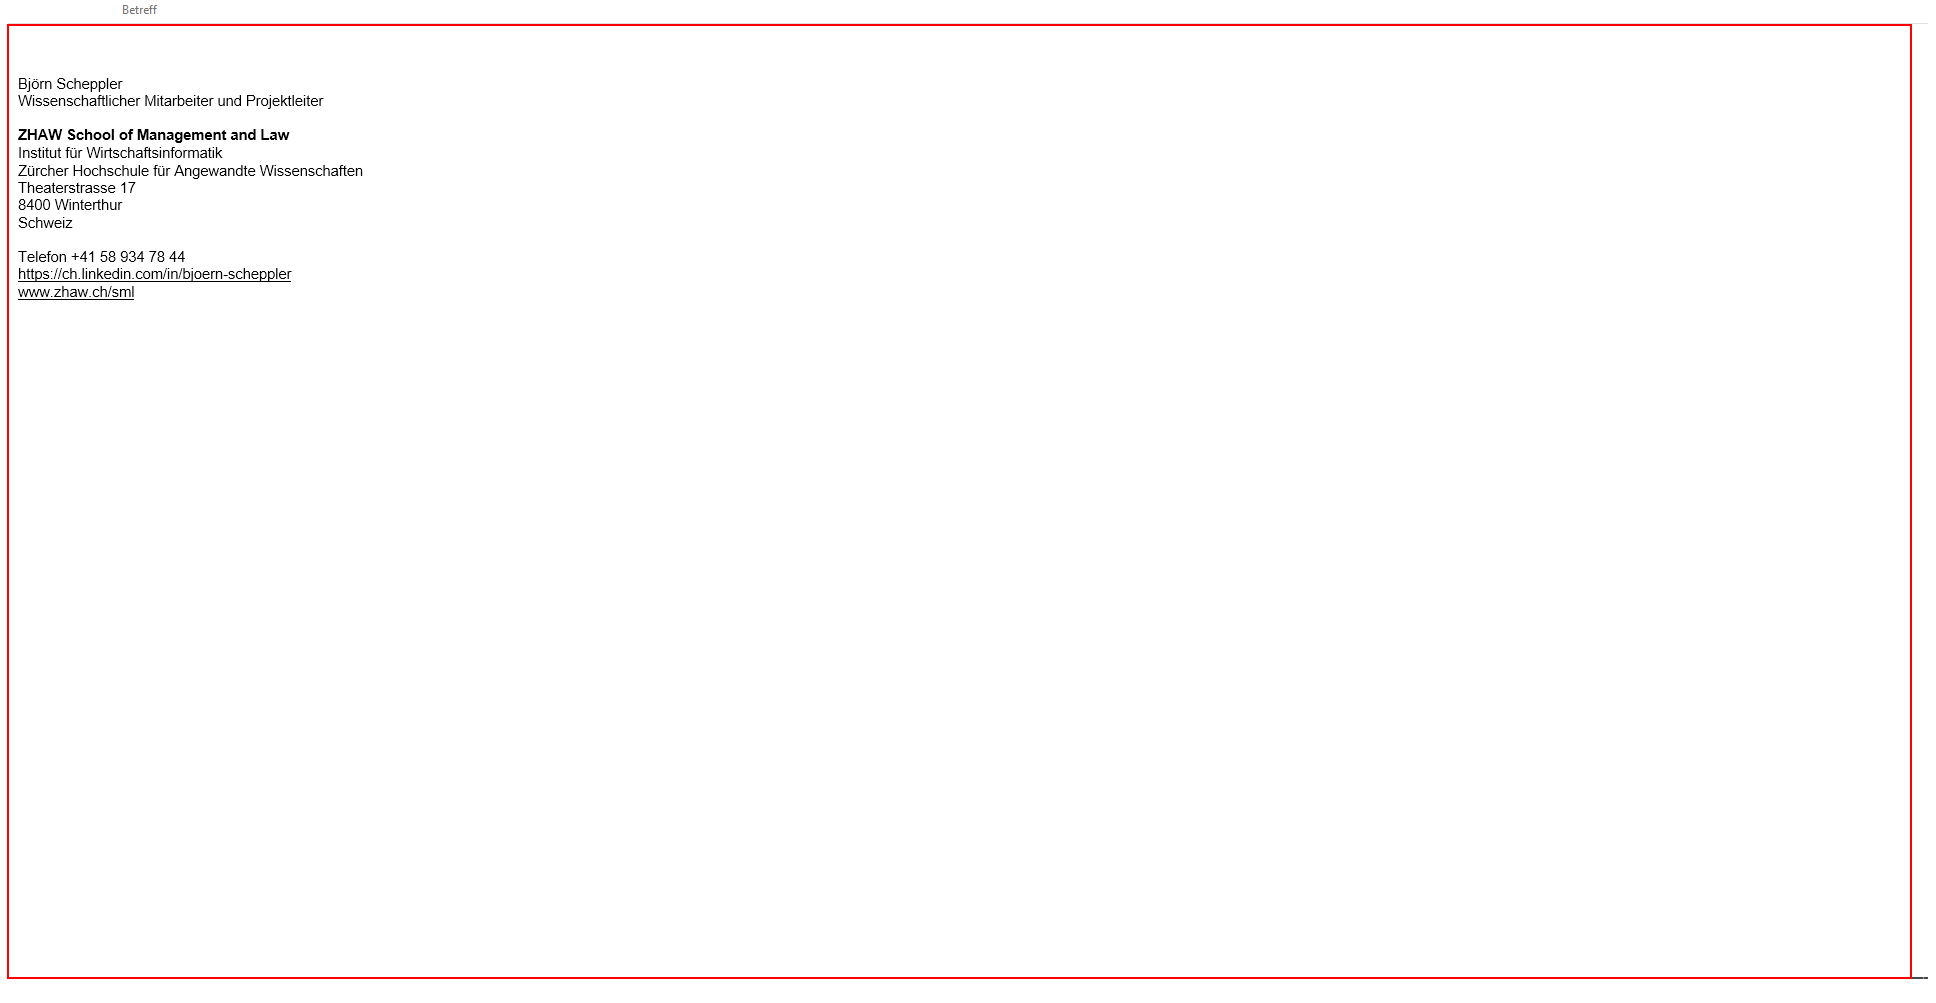 Betreff
Björn Scheppler
Wissenschaftlicher Mitarbeiter und Projektleiter
ZHAW School of Management and Law
Institut für Wirtschaftsinformatik
Zürcher Hochschule für Angewandte Wissenschaften
Theaterstrasse 17
8400 Winterthur
Schweiz
Telefon +41 58 934 78 44
https://ch.linkedin.com/in/bjoern-scheppler
www.zhaw.ch/sml